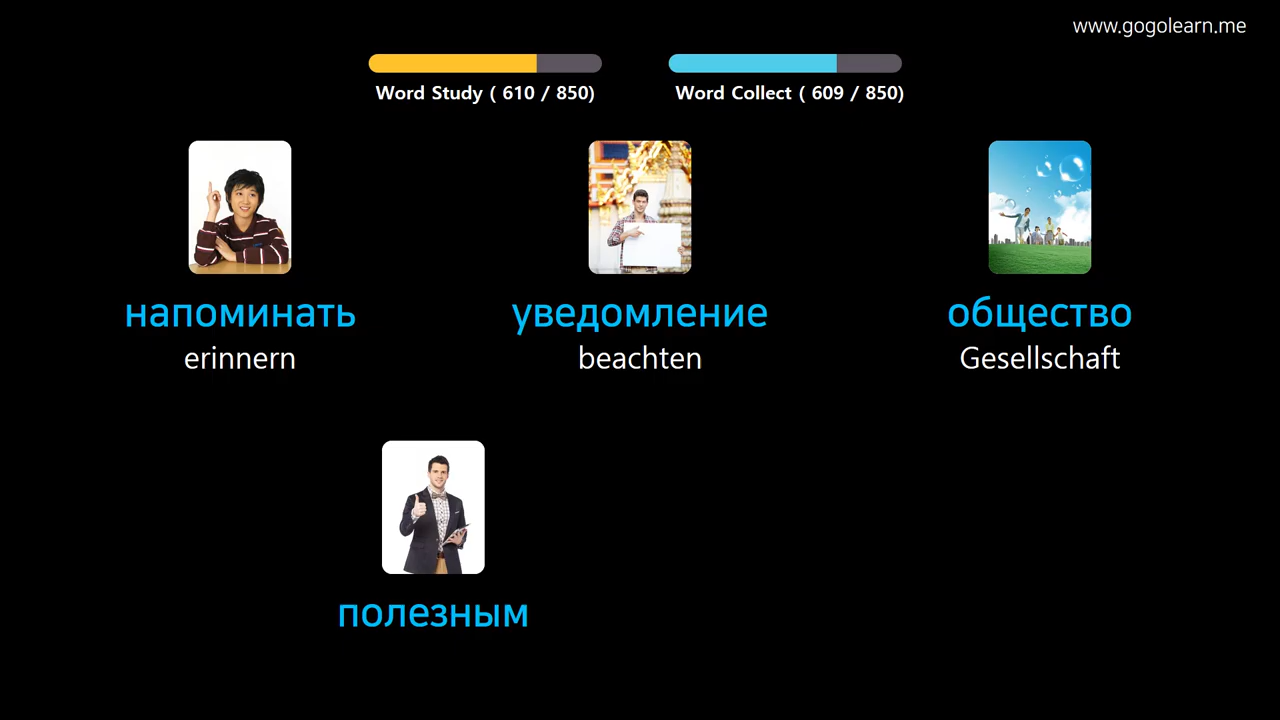 www.gogolearn.me
Word Study ( 610 / 850)
Word Collect ( 609 / 850)
напоминать
уведомление
общество
erinnern
beachten
Gesellschaft
полезным